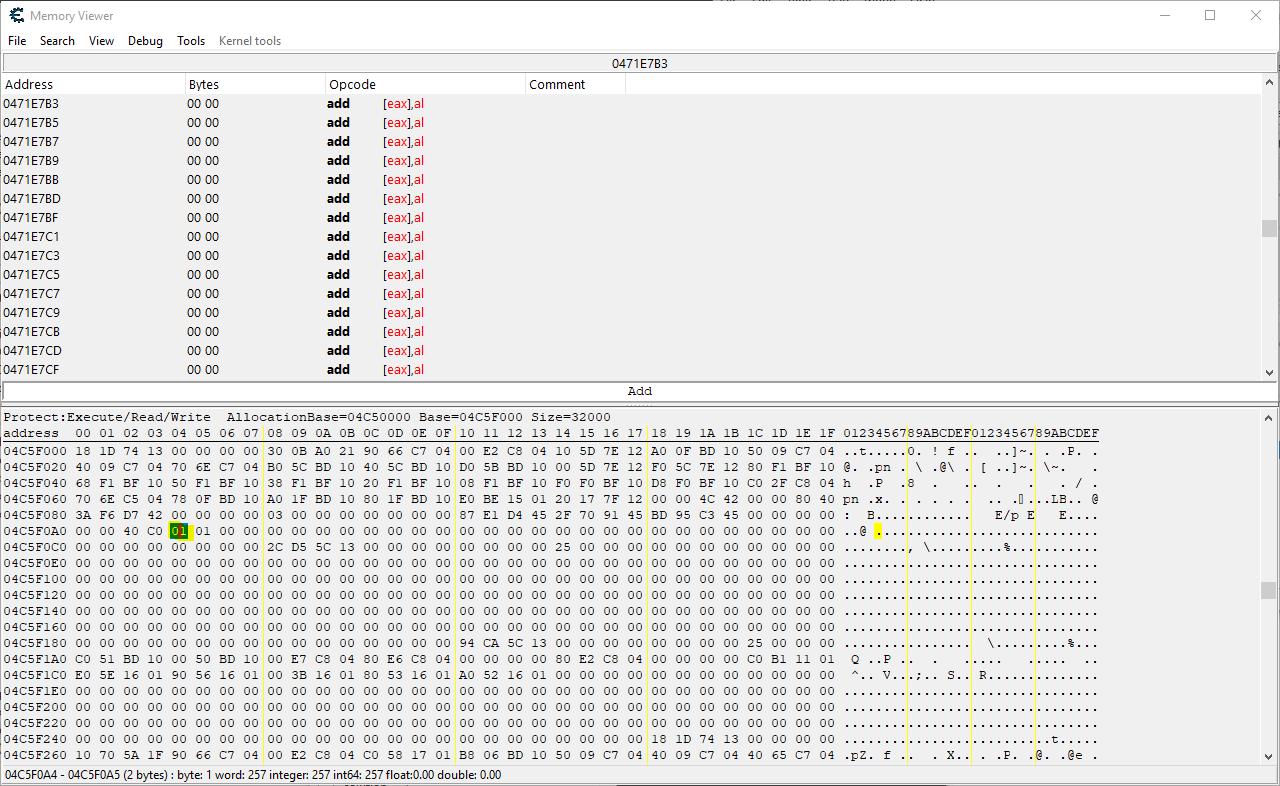 Memory Viewer
File Search View Debug Tools Kernel tools
0471E7B3
Address Bytes Opcode Comment
0471E7B3 00 00 add [eax],al
0471E7B5 00 00 add [eax],al
0471E7B7 00 00 add [eax],al
0471E7B9 00 00 add [eax],al
0471E7BB 00 00 add [eax],al
0471E7BD 00 00 add [eax],al
0471E7BF 00 00 add [eax],al
0471E7C1 00 00 add [eax],al
0471E7C3 00 00 add [eax],al
0471E7C5 00 00 add [eax],al
0471E7C7 00 00 add [eax],al
0471E7C9 00 00 add [eax],al
0471E7CB 00 00 add [eax],al
0471E7CD 00 00 add [eax],al
0471E7CF 00 00 add [eax],al
Add
Protect:Execute/Read/Write AllocationBase=04C50000 Base=04C5F000 Size=32000
address 00 01 02 03 04 05 06 07 08 09 0A 0B 0C 0D 0E 0F 10 11 12 13 14 15 16 17 18 19 1A 1B 1C 1D 1E 1F 0123456789ABCDEF0123456789ABCDEF
04C5F000 18 1D 74 13 00 00 00 00 30 0B A0 21 90 66 C7 04 00 E2 C8 04 10 5D 7E 12 A0 0F BD 10 50 09 C7 04 ..t.....0. !.f ....]~. ..P. .
04C5F020 40 09 C7 04 70 6E C7 04 B0 5C BD 10 40 5C BD 10 D0 5B BD 10 00 5D 7E 12 F0 5C 7E 12 80 F1 BF 10 @. .pn . \ .@\ . [ ..]~. \~. .
04C5F040 68 F1 BF 10 50 F1 BF 10 38 F1 BF 10 20 F1 BF 10 08 F1 BF 10 F0 F0 BF 10 D8 F0 BF 10 C0 2F C8 04 h .P .8 . .. . . . / .
04C5F060 70 6E C5 04 78 0F BD 10 A0 1F BD 10 80 1F BD 10 E0 BE 15 01 20 17 7F 12 00 00 4C 42 00 00 80 40 pn .x. . . . . . .. . ...LB.. @
04C5F080 3A F6 D7 42 00 00 00 00 03 00 00 00 00 00 00 00 87 E1 D4 45 2F 70 91 45 BD 95 C3 45 00 00 00 00 : B............ E/p E E....
04C5F0A0 00 00 40 C0 01 01 00 00 00 00 00 00 00 00 00 00 00 00 00 00 00 00 00 00 00 00 00 00 00 00 00 00 ..@ ............................
04C5F0C0 00 00 00 00 00 00 00 00 2C D5 5C 13 00 00 00 00 00 00 00 00 25 00 00 00 00 00 00 00 00 00 00 00 ........, \.........%...........
04C5F0E0 00 00 00 00 00 00 00 00 00 00 00 00 00 00 00 00 00 00 00 00 00 00 00 00 00 00 00 00 00 00 00 00 ................................
04C5F100 00 00 00 00 00 00 00 00 00 00 00 00 00 00 00 00 00 00 00 00 00 00 00 00 00 00 00 00 00 00 00 00 ................................
04C5F120 00 00 00 00 00 00 00 00 00 00 00 00 00 00 00 00 00 00 00 00 00 00 00 00 00 00 00 00 00 00 00 00 ................................
04C5F140 00 00 00 00 00 00 00 00 00 00 00 00 00 00 00 00 00 00 00 00 00 00 00 00 00 00 00 00 00 00 00 00 ................................
04C5F160 00 00 00 00 00 00 00 00 00 00 00 00 00 00 00 00 00 00 00 00 00 00 00 00 00 00 00 00 00 00 00 00 ................................
04C5F180 00 00 00 00 00 00 00 00 00 00 00 00 00 00 00 00 94 CA 5C 13 00 00 00 00 00 00 00 00 25 00 00 00 ................ \.........%...
04C5F1A0 C0 51 BD 10 00 50 BD 10 00 E7 C8 04 80 E6 C8 04 00 00 00 00 80 E2 C8 04 00 00 00 00 C0 B1 11 01 Q ..P .. . ..... ..... ..
04C5F1C0 E0 5E 16 01 90 56 16 01 00 3B 16 01 80 53 16 01 A0 52 16 01 00 00 00 00 00 00 00 00 00 00 00 00 ^.. V...;.. S.. R..............
04C5F1E0 00 00 00 00 00 00 00 00 00 00 00 00 00 00 00 00 00 00 00 00 00 00 00 00 00 00 00 00 00 00 00 00 ................................
04C5F200 00 00 00 00 00 00 00 00 00 00 00 00 00 00 00 00 00 00 00 00 00 00 00 00 00 00 00 00 00 00 00 00 ................................
04C5F220 00 00 00 00 00 00 00 00 00 00 00 00 00 00 00 00 00 00 00 00 00 00 00 00 00 00 00 00 00 00 00 00 ................................
04C5F240 00 00 00 00 00 00 00 00 00 00 00 00 00 00 00 00 00 00 00 00 00 00 00 00 18 1D 74 13 00 00 00 00 ..........................t.....
04C5F260 10 70 5A 1F 90 66 C7 04 00 E2 C8 04 C0 58 17 01 B8 06 BD 10 50 09 C7 04 40 09 C7 04 40 65 C7 04 .pZ. f . . . X.. . .P. .@. .@e .
04C5F0A4 - 04C5F0A5 (2 bytes) : byte: 1 word: 257 integer: 257 int64: 257 float:0.00 double: 0.00